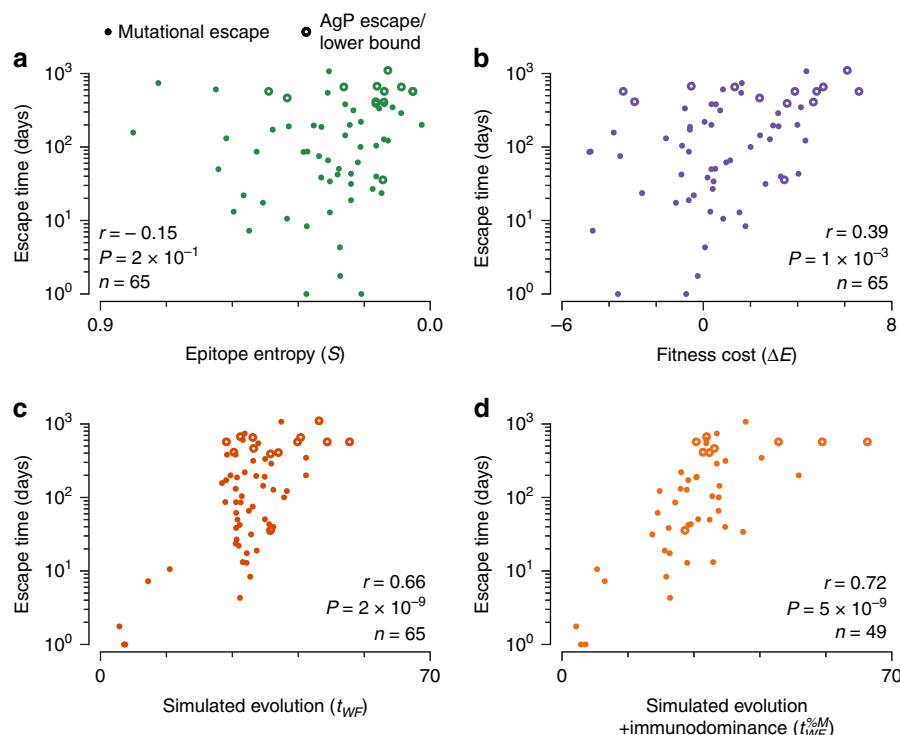 Mutational escape
AgP escape/
lower bound
a
10³
10²
10¹
10⁰
Escape time (days)
r = – 0.15
P = 2 × 10⁻¹
n = 65
0.9
0.0
Epitope entropy (S)
b
10³
10²
10¹
10⁰
Escape time (days)
r = 0.39
P = 1 × 10⁻³
n = 65
–6
0
8
Fitness cost (ΔE)
c
10³
10²
10¹
10⁰
Escape time (days)
r = 0.66
P = 2 × 10⁻⁹
n = 65
0
70
Simulated evolution (t_WF)
d
10³
10²
10¹
10⁰
Escape time (days)
r = 0.72
P = 5 × 10⁻⁹
n = 49
0
70
Simulated evolution
+immunodominance (t_WF^%M)